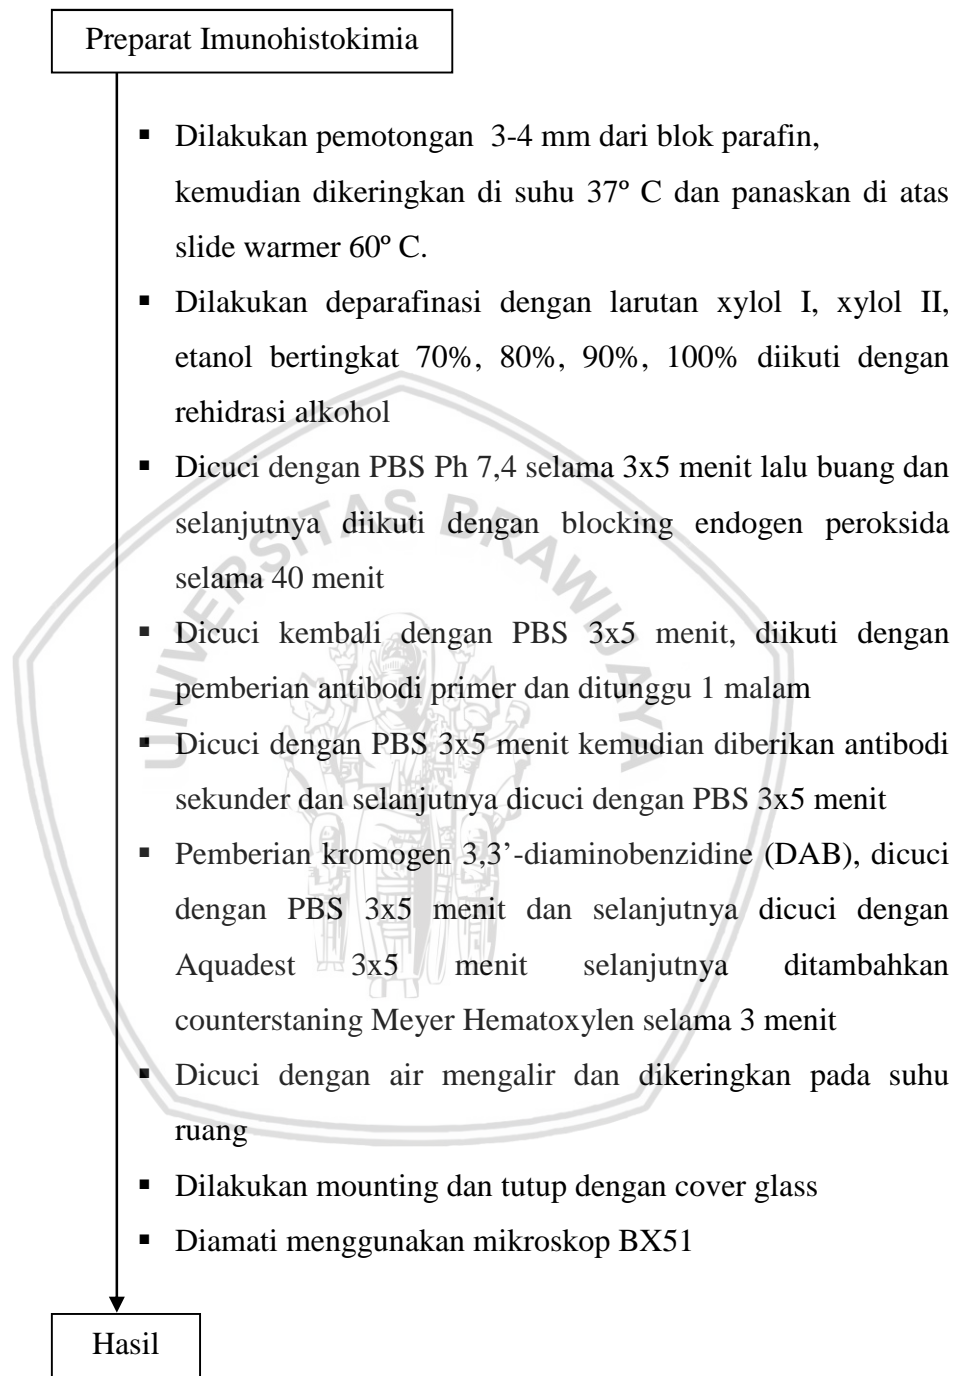 Preparat Imunohistokimia
▪ Dilakukan pemotongan 3-4 mm dari blok parafin,
kemudian dikeringkan di suhu 37º C dan panaskan di atas
slide warmer 60º C.
▪ Dilakukan deparafinasi dengan larutan xylol I, xylol II,
etanol bertingkat 70%, 80%, 90%, 100% diikuti dengan
rehidrasi alkohol
▪ Dicuci dengan PBS Ph 7,4 selama 3x5 menit lalu buang dan
selanjutnya diikuti dengan blocking endogen peroksida
selama 40 menit
▪ Dicuci kembali dengan PBS 3x5 menit, diikuti dengan
pemberian antibodi primer dan ditunggu 1 malam
▪ Dicuci dengan PBS 3x5 menit kemudian diberikan antibodi
sekunder dan selanjutnya dicuci dengan PBS 3x5 menit
▪ Pemberian kromogen 3,3’-diaminobenzidine (DAB), dicuci
dengan PBS 3x5 menit dan selanjutnya dicuci dengan
Aquadest 3x5 menit selanjutnya ditambahkan
counterstaning Meyer Hematoxylen selama 3 menit
▪ Dicuci dengan air mengalir dan dikeringkan pada suhu
ruang
▪ Dilakukan mounting dan tutup dengan cover glass
▪ Diamati menggunakan mikroskop BX51
Hasil
UNIVERSITAS BRAWIJAYA